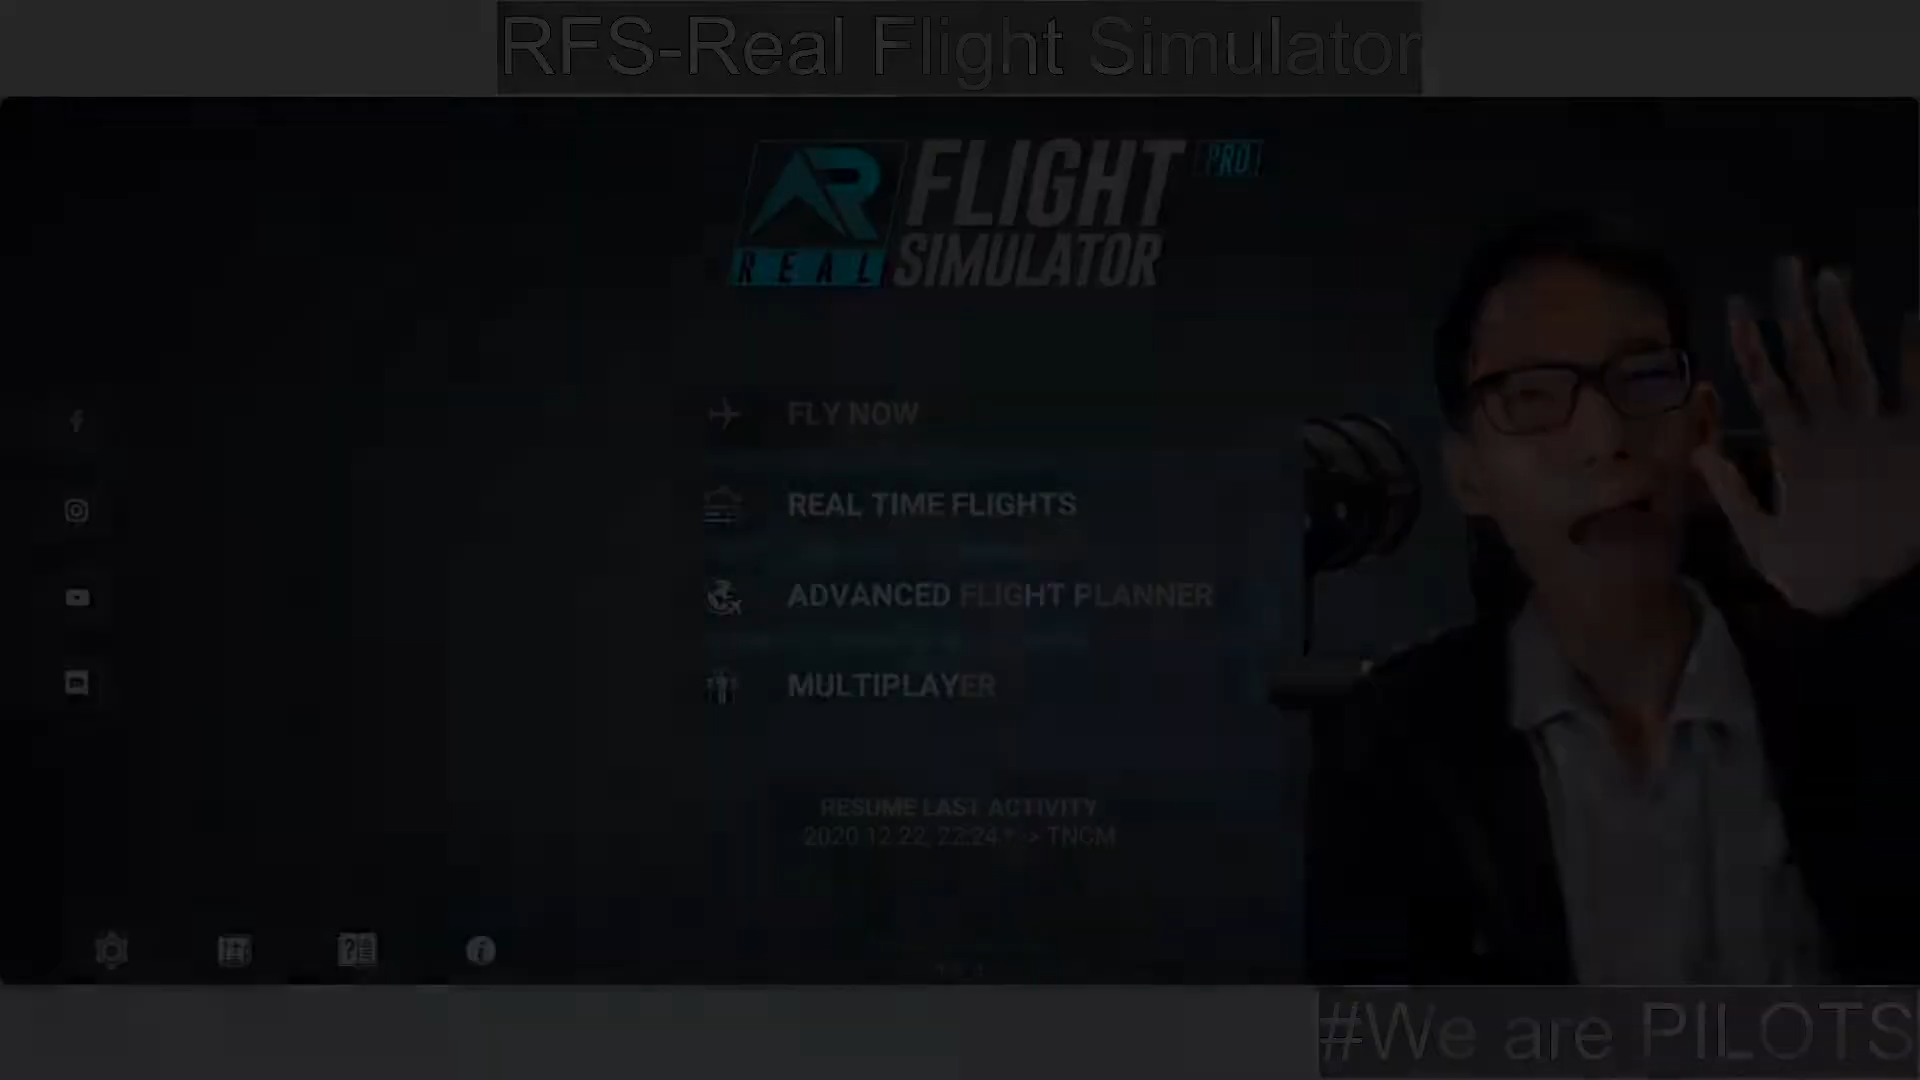 RFS-Real Flight Simulator
AR
REAL
FLIGHT
SIMULATOR
PRO
FLY NOW
REAL TIME FLIGHTS
ADVANCED FLIGHT PLANNER
MULTIPLAYER
RESUME LAST ACTIVITY
2020.12.22, 22:24 * -> TNCM
#We are PILOTS